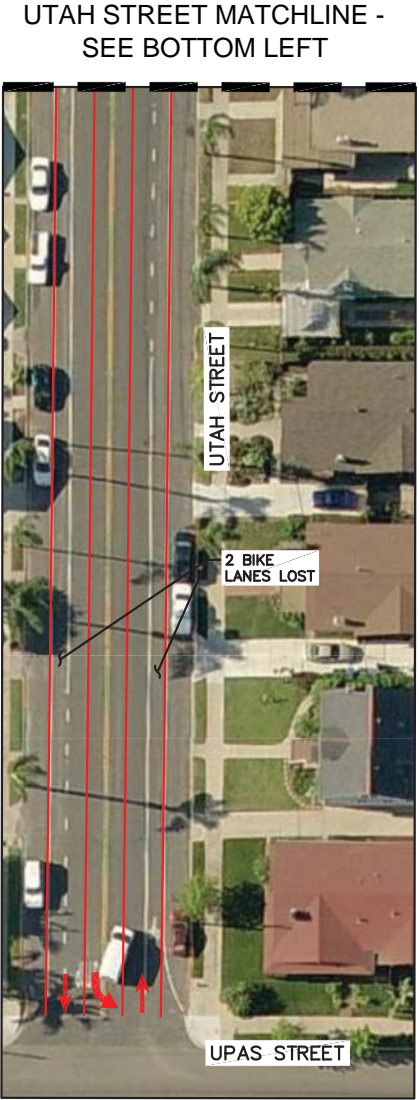 UTAH STREET MATCHLINE -
SEE BOTTOM LEFT
UTAH STREET
2 BIKE
LANES LOST
UPAS STREET